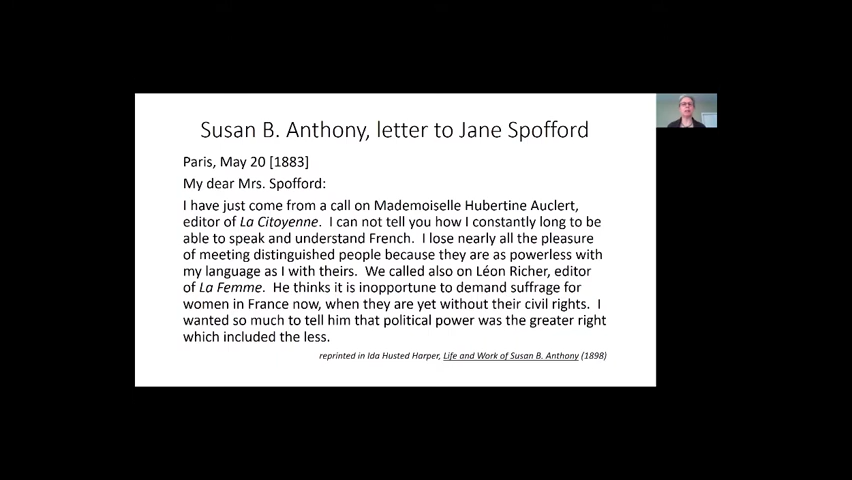 Susan B. Anthony, letter to Jane Spofford
Paris, May 20 [1883]
My dear Mrs. Spofford:
I have just come from a call on Mademoiselle Hubertine Auclert,
editor of La Citoyenne. I can not tell you how I constantly long to be
able to speak and understand French. I lose nearly all the pleasure
of meeting distinguished people because they are as powerless with
my language as I with theirs. We called also on Léon Richer, editor
of La Femme. He thinks it is inopportune to demand suffrage for
women in France now, when they are yet without their civil rights. I
wanted so much to tell him that political power was the greater right
which included the less.
reprinted in Ida Husted Harper, Life and Work of Susan B. Anthony (1898)